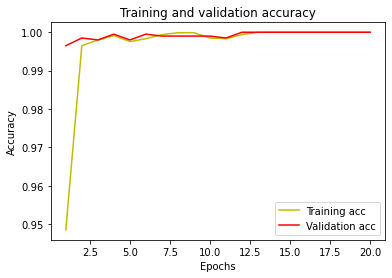 Training and validation accuracy
1.00
0.99
0.98
0.97
0.96
0.95
Accuracy
Training acc
Validation acc
2.5 5.0 7.5 10.0 12.5 15.0 17.5 20.0
Epochs